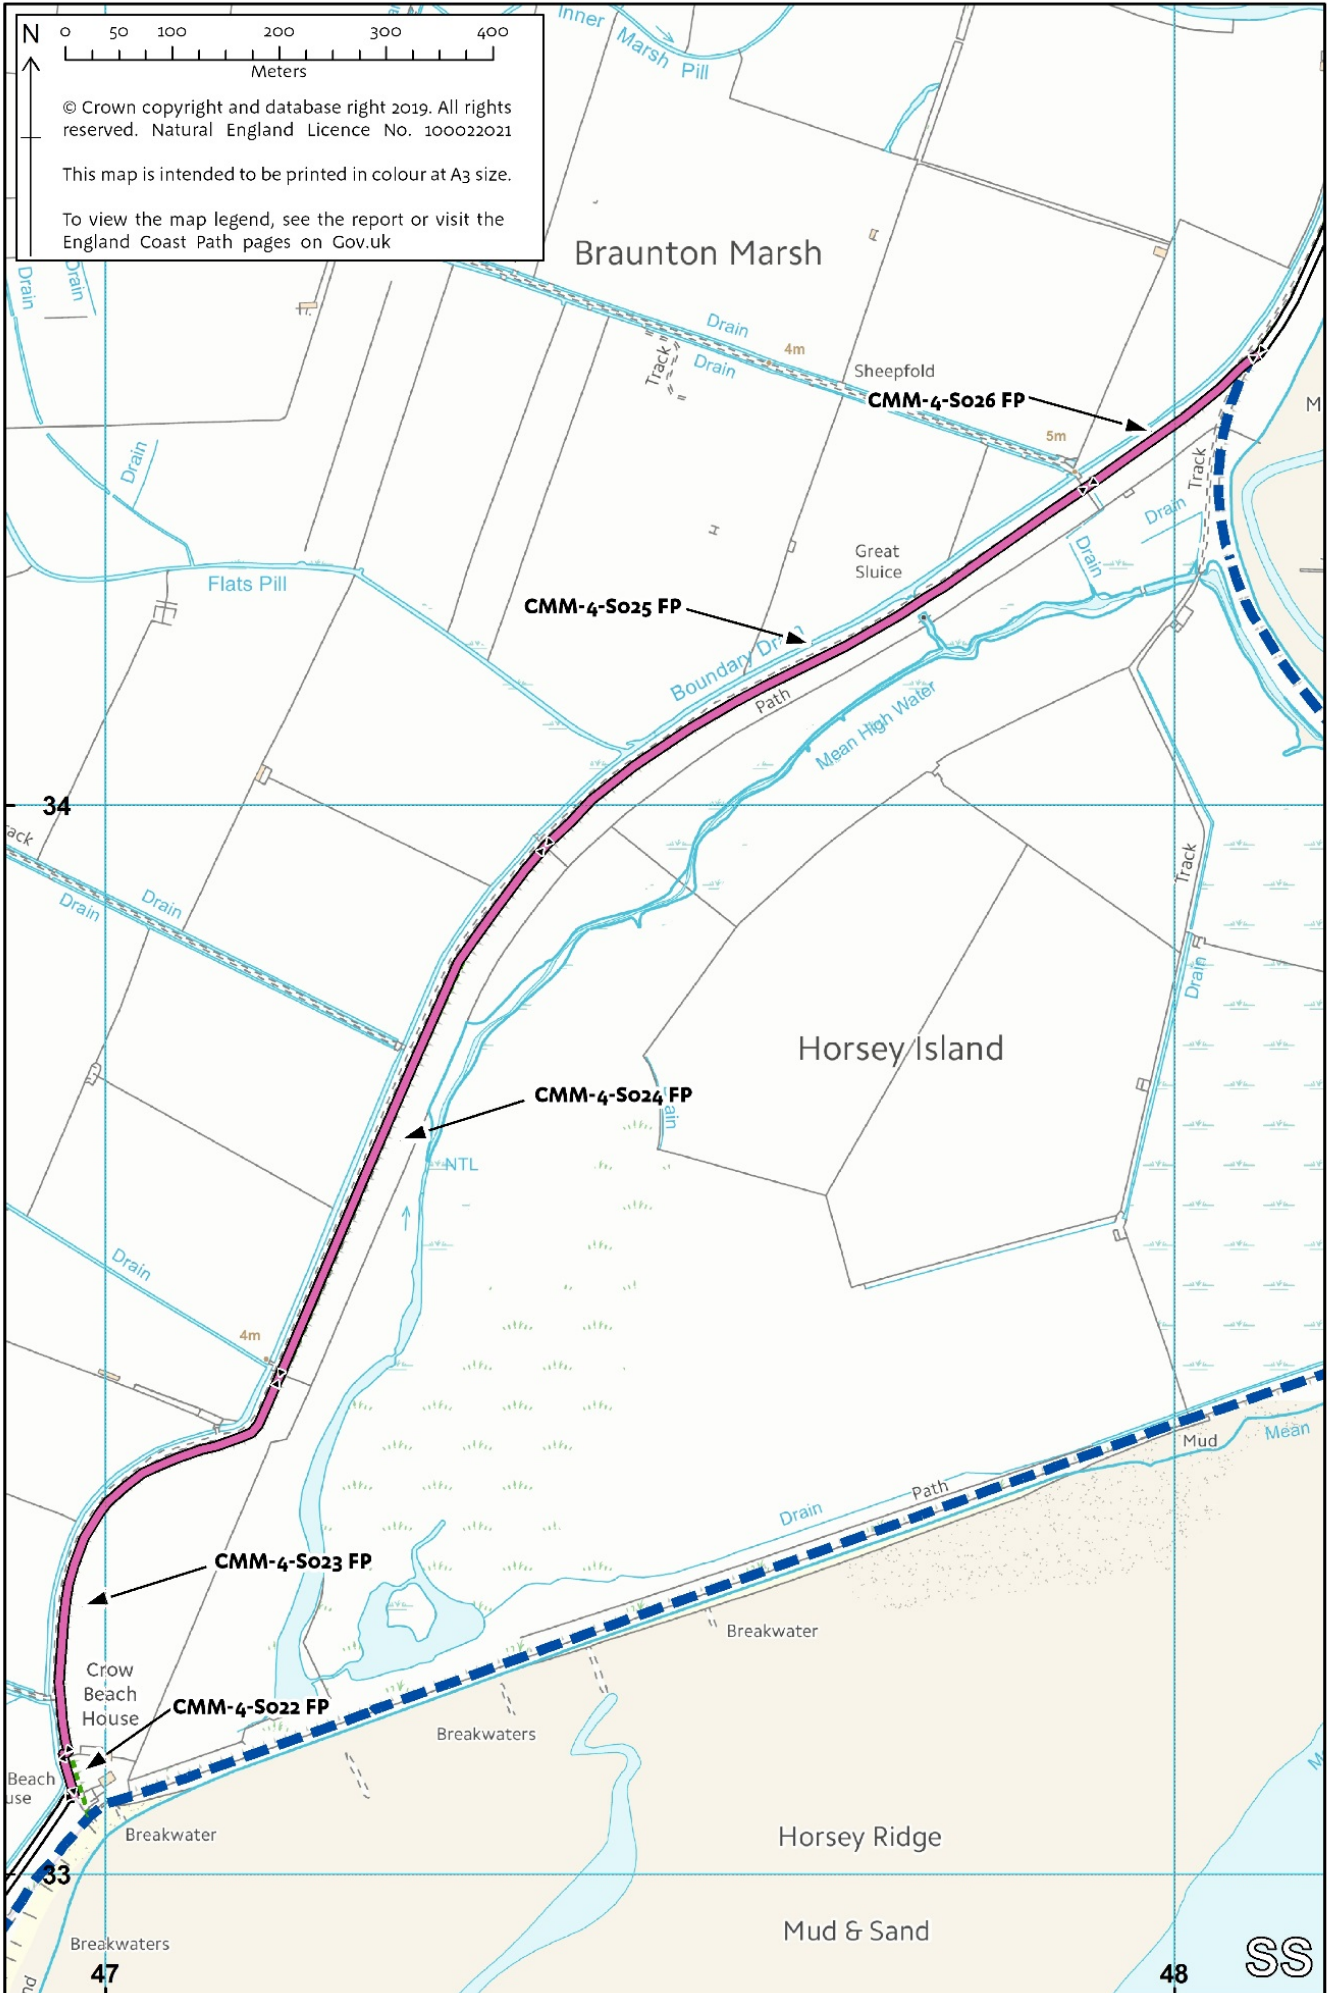 N 0 50 100 200 300 400
Meters
© Crown copyright and database right 2019. All rights
reserved. Natural England Licence No. 100022021
This map is intended to be printed in colour at A3 size.
To view the map legend, see the report or visit the
England Coast Path pages on Gov.uk
Inner
Marsh Pill
Drain
Drain
Braunton Marsh
Drain
4m
Track
Drain
Sheepfold
CMM-4-S026 FP
M
5m
Drain
Track
Drain
Drain
Great
Sluice
Flats Pill
CMM-4-S025 FP
Boundary Drain
Path
Mean High Water
34
ack
Drain
Drain
Track
Drain
Horsey Island
CMM-4-S024 FP
ain
NTL
Drain
4m
Mean
Mud
Path
Drain
CMM-4-S023 FP
Breakwater
Crow
Beach
House
CMM-4-S022 FP
Breakwaters
Beach
use
Breakwater
Horsey Ridge
33
Mud & Sand
Breakwaters
SS
nd
47
48